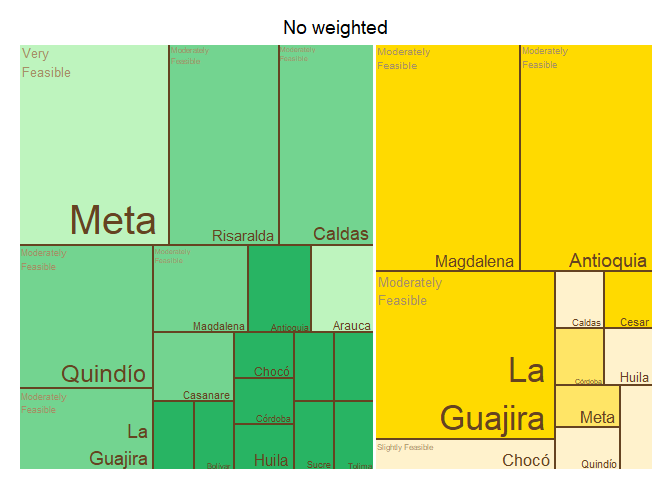 No weighted
Very
Feasible
Meta
Moderately
Feasible
Risaralda
Moderately
Feasible
Caldas
Moderately
Feasible
Quindío
Moderately
Feasible
La
Guajira
Moderately
Feasible
Magdalena
Antioquia
Arauca
Casanare
Chocó
Córdoba
Huila
Bolívar
Sucre
Tolima
Moderately
Feasible
Magdalena
Moderately
Feasible
Antioquia
Moderately
Feasible
La
Guajira
Slightly Feasible
Chocó
Caldas
Cesar
Córdoba
Huila
Meta
Quindío